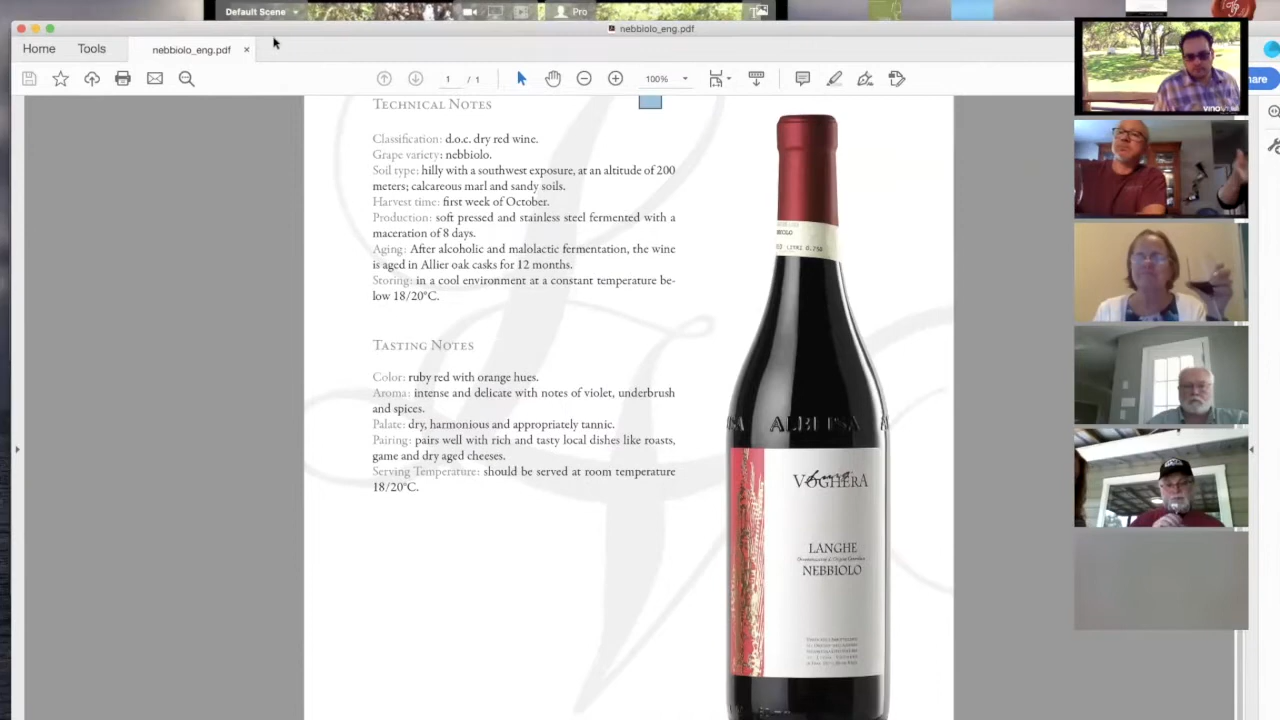 Default Scene
Pro
nebbiolo_eng.pdf
Home
Tools
nebbiolo_eng.pdf
1 / 1
100%
TECHNICAL NOTES
Classification: d.o.c. dry red wine.
Grape variety: nebbiolo.
Soil type: hilly with a southwest exposure, at an altitude of 200
meters; calcareous marl and sandy soils.
Harvest time: first week of October.
Production: soft pressed and stainless steel fermented with a
maceration of 8 days.
Aging: After alcoholic and malolactic fermentation, the wine
is aged in Allier oak casks for 12 months.
Storing: in a cool environment at a constant temperature be-
low 18/20°C.
TASTING NOTES
Color: ruby red with orange hues.
Aroma: intense and delicate with notes of violet, underbrush
and spices.
Palate: dry, harmonous and appropriately tannic.
Pairing: pairs well with rich and tasty local dishes like roasts,
game and dry aged cheeses.
Serving Temperature: should be served at room temperature
18/20°C.
LITRI 0.750
ALBEISA
VOGHERA
LANGHE
NEBBIOLO